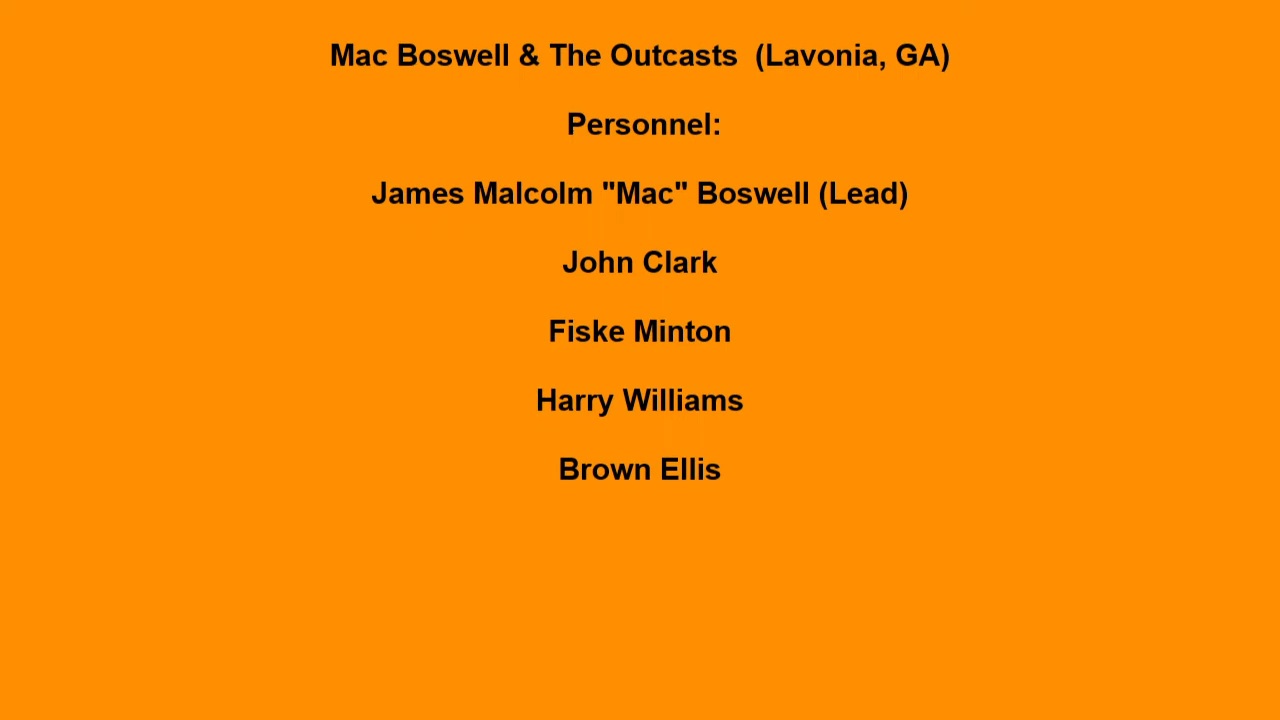 Mac Boswell & The Outcasts  (Lavonia, GA)
Personnel:
James Malcolm "Mac" Boswell (Lead)
John Clark
Fiske Minton
Harry Williams
Brown Ellis